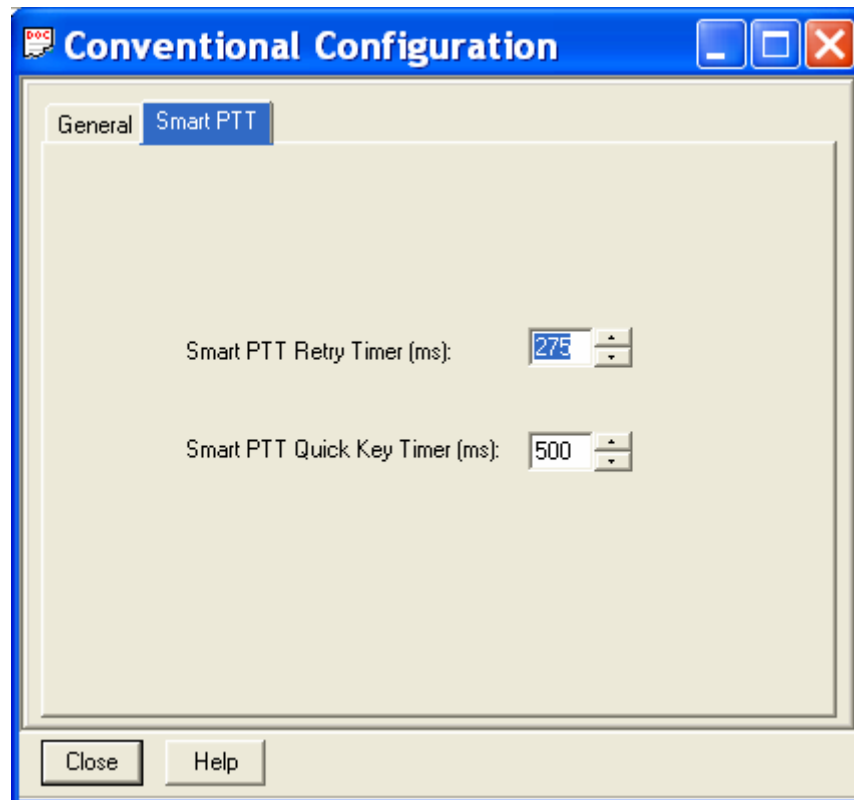 DOC
Conventional Configuration
General
Smart PTT
Smart PTT Retry Timer (ms):
275
Smart PTT Quick Key Timer (ms):
500
Close
Help